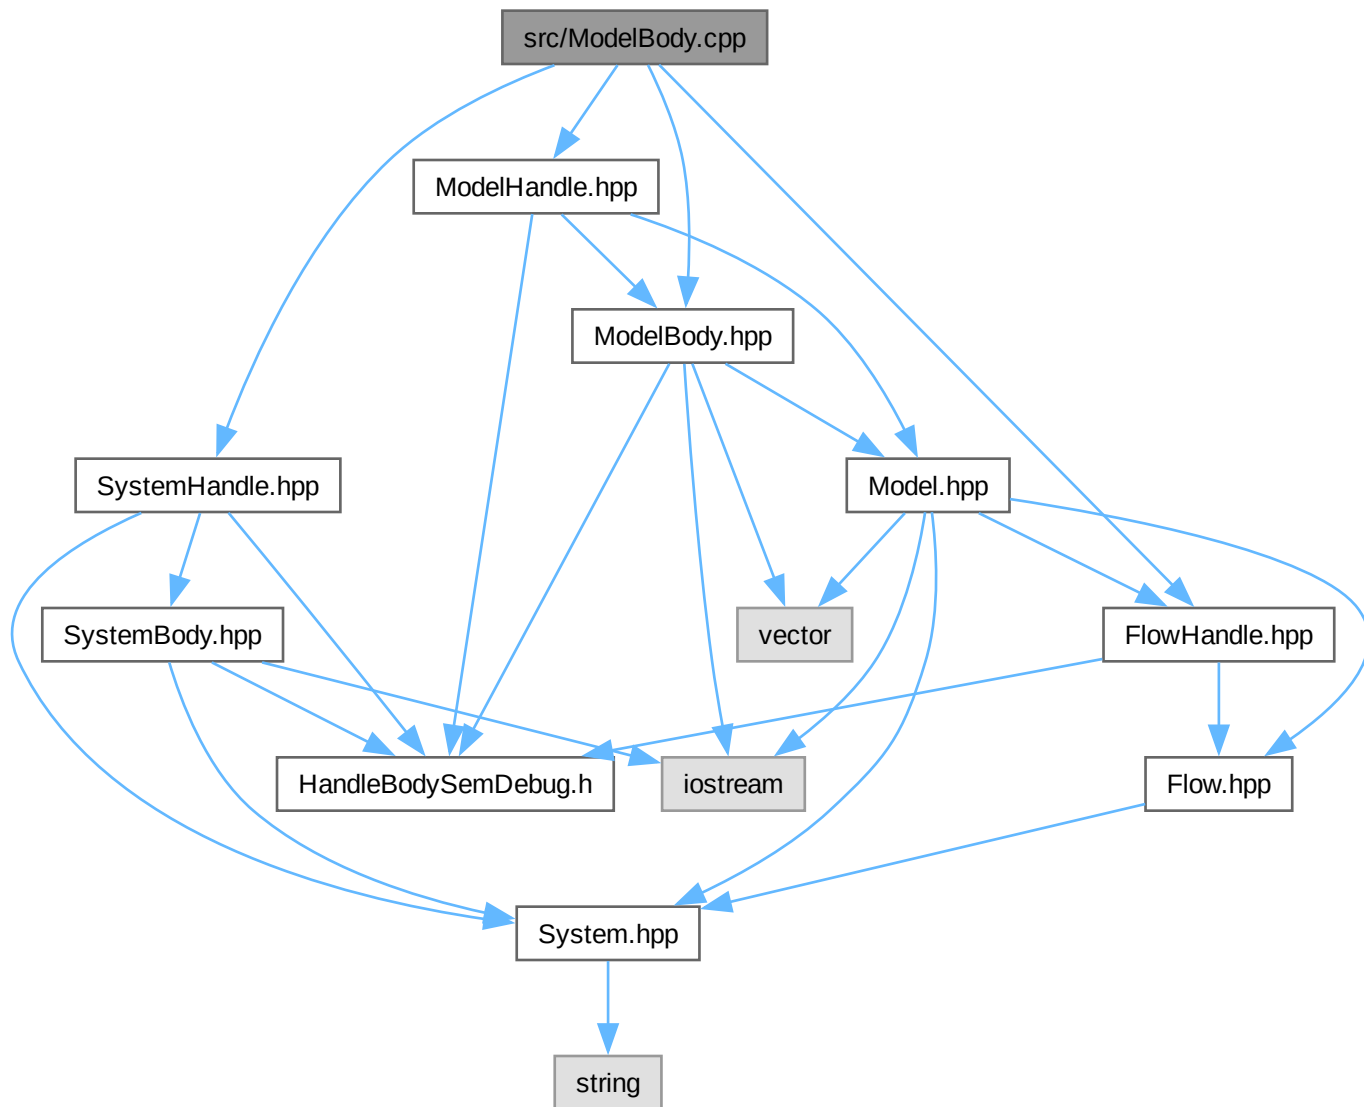 src/ModelBody.cpp
ModelHandle.hpp
ModelBody.hpp
SystemHandle.hpp
Model.hpp
SystemBody.hpp
vector
FlowHandle.hpp
HandleBodySemDebug.h
iostream
Flow.hpp
System.hpp
string